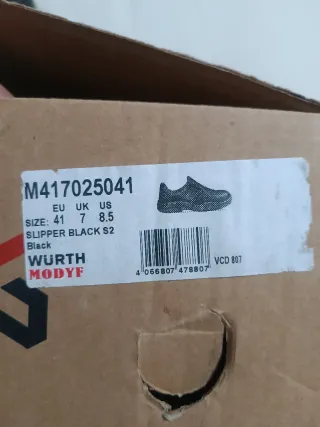 M417025041
EU UK US
SIZE: 41 7 8.5
SLIPPER BLACK S2
Black
WÜRTH
MODYF
4 066807 478807
VCD 807